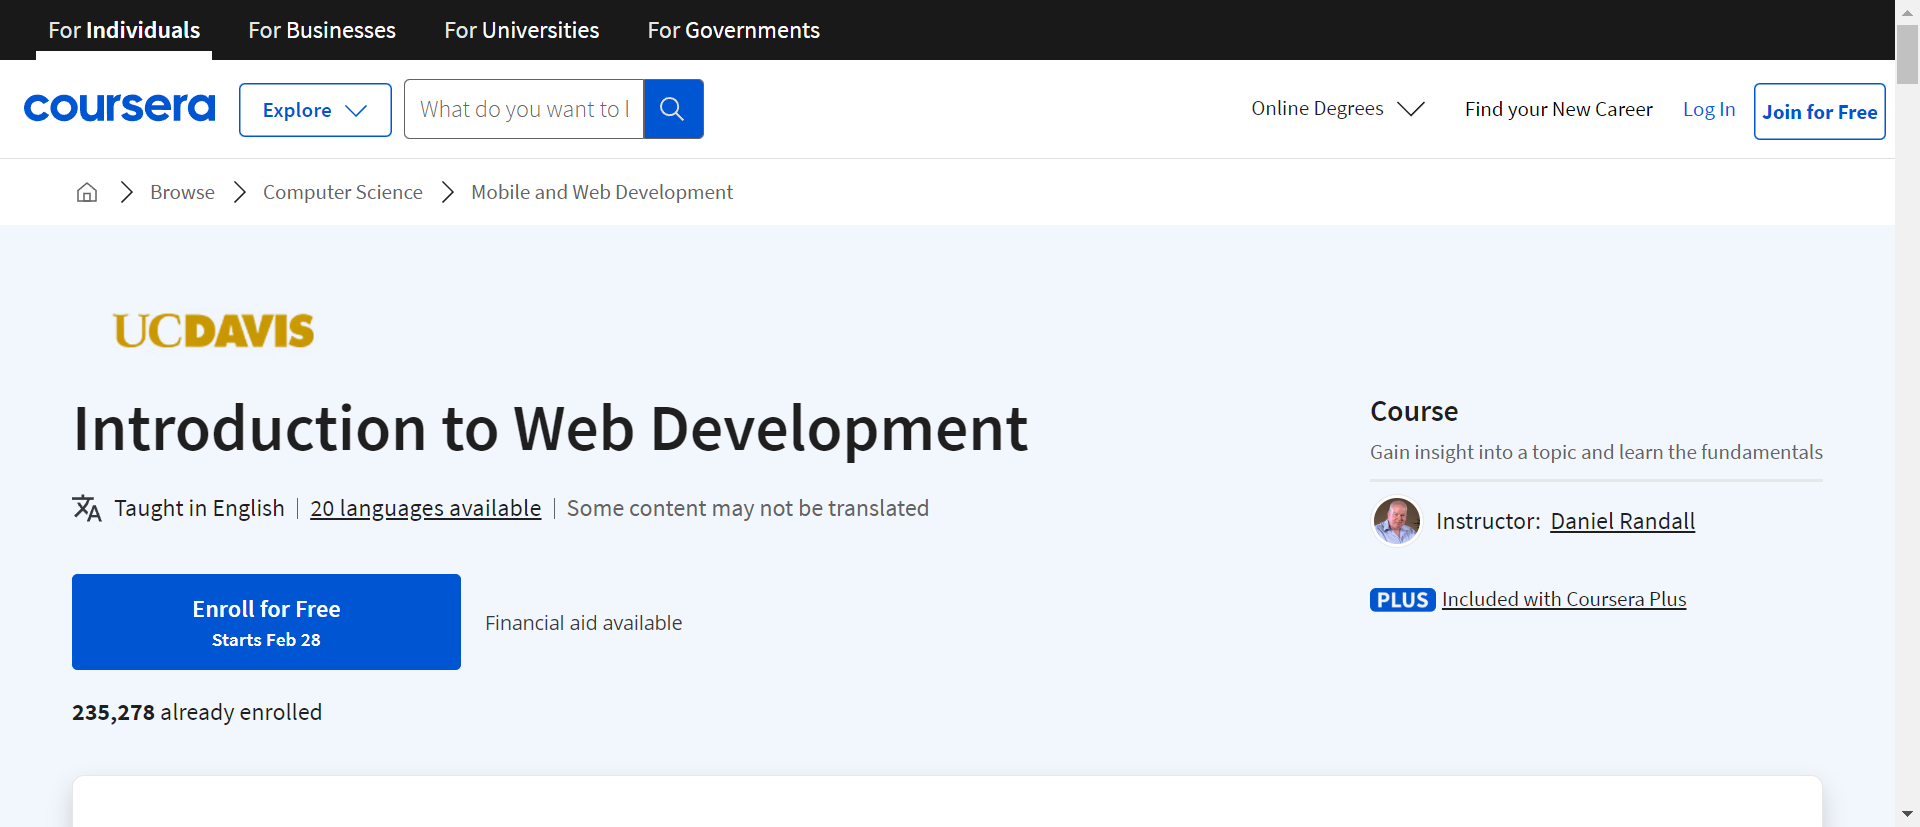 For Individuals For Businesses For Universities For Governments
coursera Explore What do you want to l Online Degrees Find your New Career Log In Join for Free
Browse Computer Science Mobile and Web Development
UCDAVIS
Introduction to Web Development
Taught in English 20 languages available Some content may not be translated
Enroll for Free
Starts Feb 28
Financial aid available
235,278 already enrolled
Course
Gain insight into a topic and learn the fundamentals
Instructor: Daniel Randall
PLUS Included with Coursera Plus